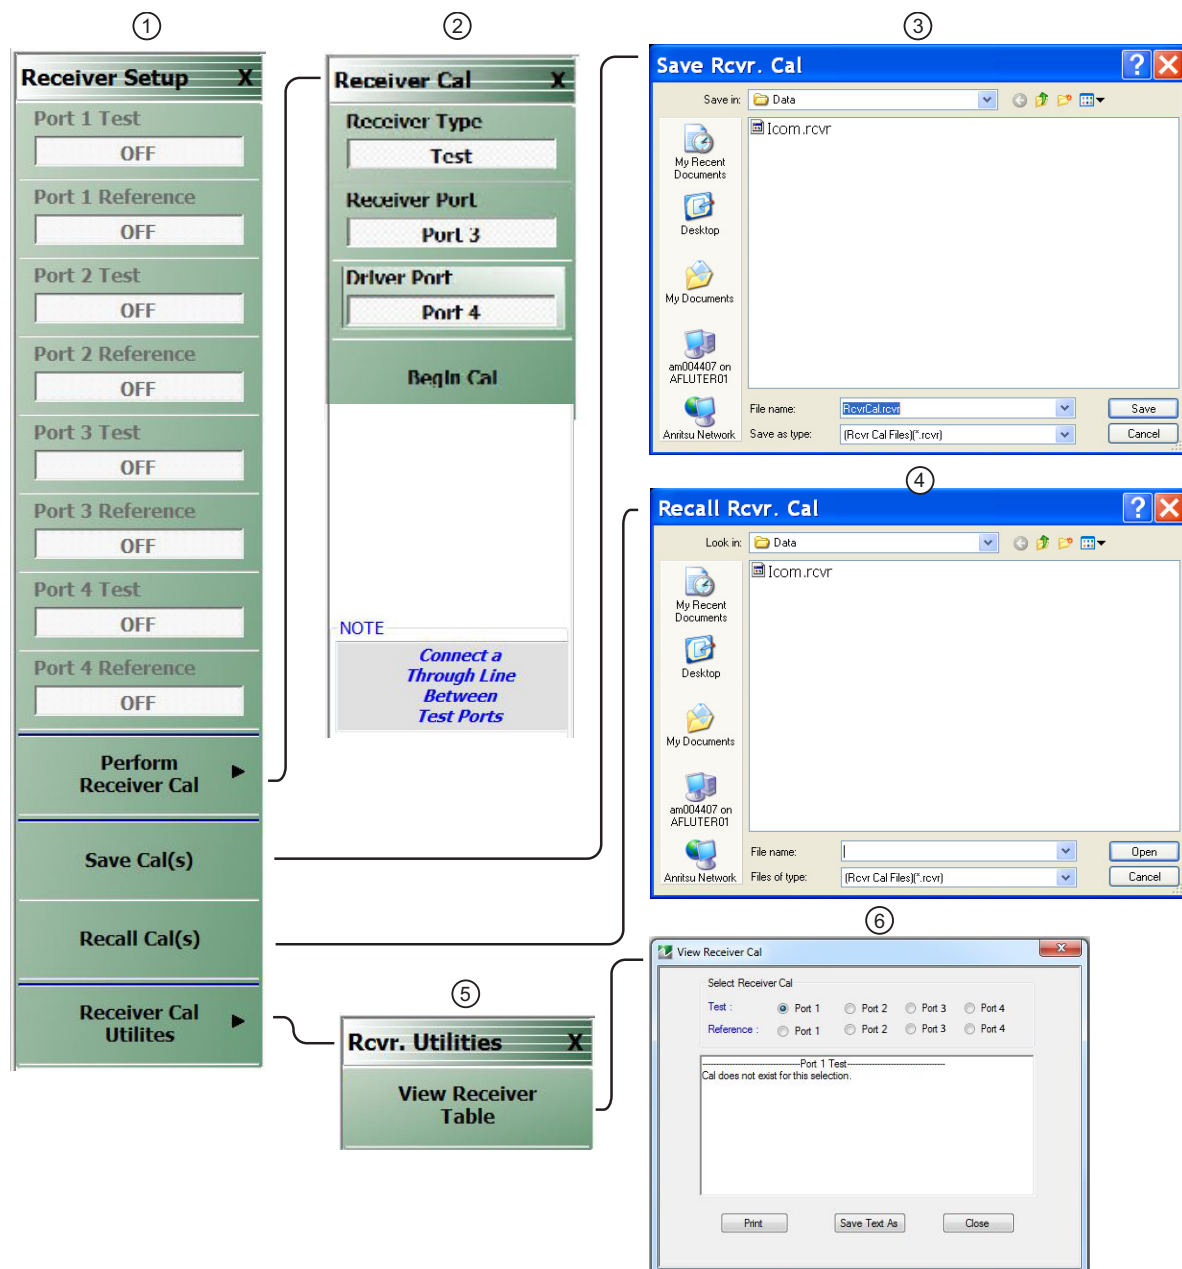 1
Receiver Setup X
Port 1 Test
OFF
Port 1 Reference
OFF
Port 2 Test
OFF
Port 2 Reference
OFF
Port 3 Test
OFF
Port 3 Reference
OFF
Port 4 Test
OFF
Port 4 Reference
OFF
Perform
Receiver Cal
Save Cal(s)
Recall Cal(s)
Receiver Cal
Utilites
2
Receiver Cal X
Receiver Type
Test
Receiver Port
Port 3
Driver Port
Port 4
Begin Cal
NOTE
Connect a
Through Line
Between
Test Ports
3
Save Rcvr. Cal ? X
Save in: Data
My Recent
Documents
Desktop
My Documents
am004407 on
AFLUTER01
Anritsu Network
Icom.rcvr
File name: RcvrCal.rcvr Save
Save as type: (Rcvr Cal Files)(*.rcvr) Cancel
4
Recall Rcvr. Cal ? X
Look in: Data
My Recent
Documents
Desktop
My Documents
am004407 on
AFLUTER01
Anritsu Network
Icom.rcvr
File name: Open
Files of type: (Rcvr Cal Files)(*.rcvr) Cancel
5
Rcvr. Utilities X
View Receiver
Table
6
View Receiver Cal x
Select Receiver Cal
Test : Port 1 Port 2 Port 3 Port 4
Reference : Port 1 Port 2 Port 3 Port 4
-----------------------------------Port 1 Test-----------------------------------
Cal does not exist for this selection.
Print Save Text As Close